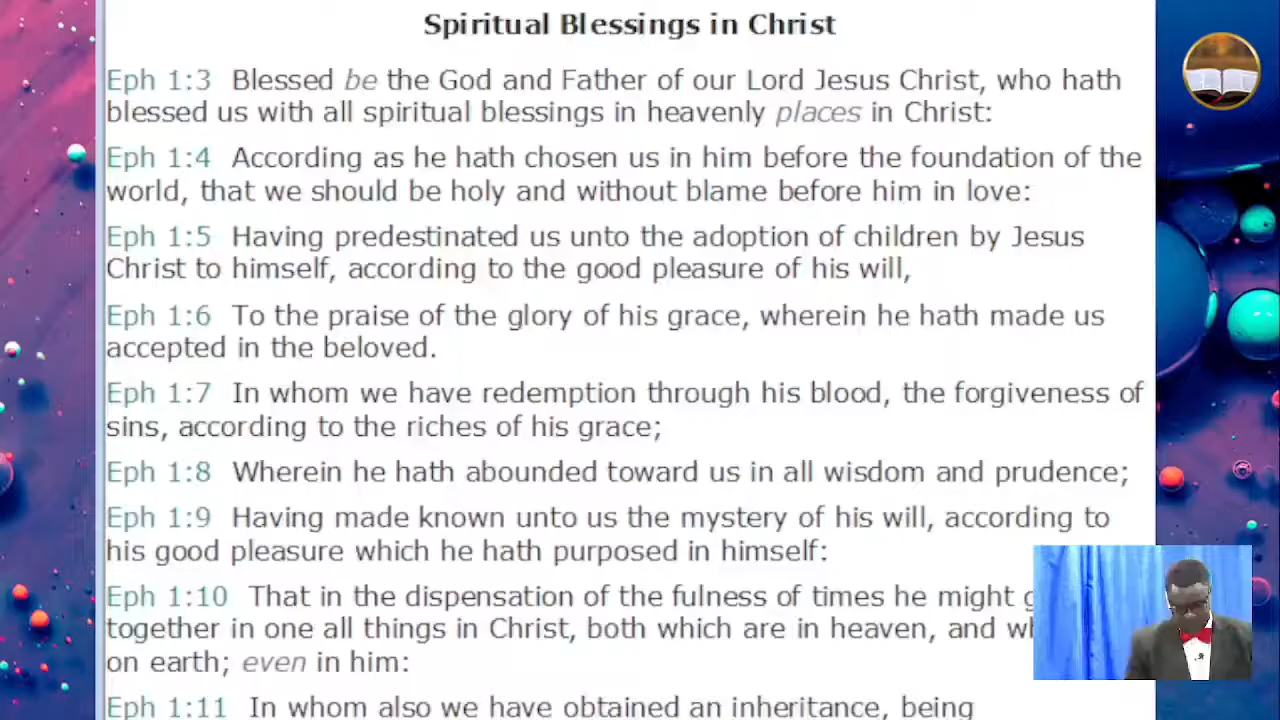 Spiritual Blessings in Christ
Eph 1:3 Blessed be the God and Father of our Lord Jesus Christ, who hath
blessed us with all spiritual blessings in heavenly places in Christ:
Eph 1:4 According as he hath chosen us in him before the foundation of the
world, that we should be holy and without blame before him in love:
Eph 1:5 Having predestinated us unto the adoption of children by Jesus
Christ to himself, according to the good pleasure of his will,
Eph 1:6 To the praise of the glory of his grace, wherein he hath made us
accepted in the beloved.
Eph 1:7 In whom we have redemption through his blood, the forgiveness of
sins, according to the riches of his grace;
Eph 1:8 Wherein he hath abounded toward us in all wisdom and prudence;
Eph 1:9 Having made known unto us the mystery of his will, according to
his good pleasure which he hath purposed in himself:
Eph 1:10 That in the dispensation of the fulness of times he might
together in one all things in Christ, both which are in heaven, and
on earth; even in him:
Eph 1:11 In whom also we have obtained an inheritance, being